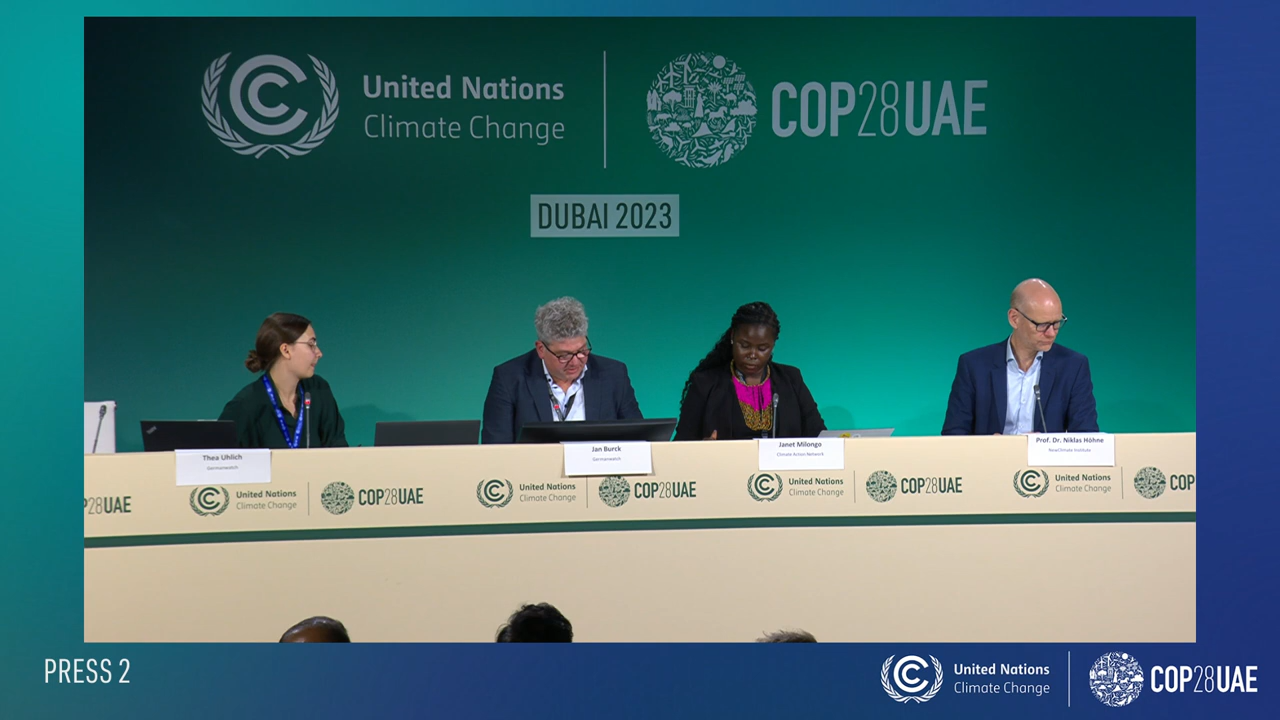 United Nations
Climate Change
COP28UAE
DUBAI 2023
Thea Uhlich
Germanwatch
Jan Burck
Germanwatch
Janet Milongo
Climate Action Network
Prof. Dr. Niklas Höhne
NewClimate Institute
P28UAE
United Nations
Climate Change
COP28UAE
United Nations
Climate Change
COP28UAE
United Nations
Climate Change
COP28UAE
United Nations
Climate Change
COP
PRESS 2
United Nations
Climate Change
COP28UAE